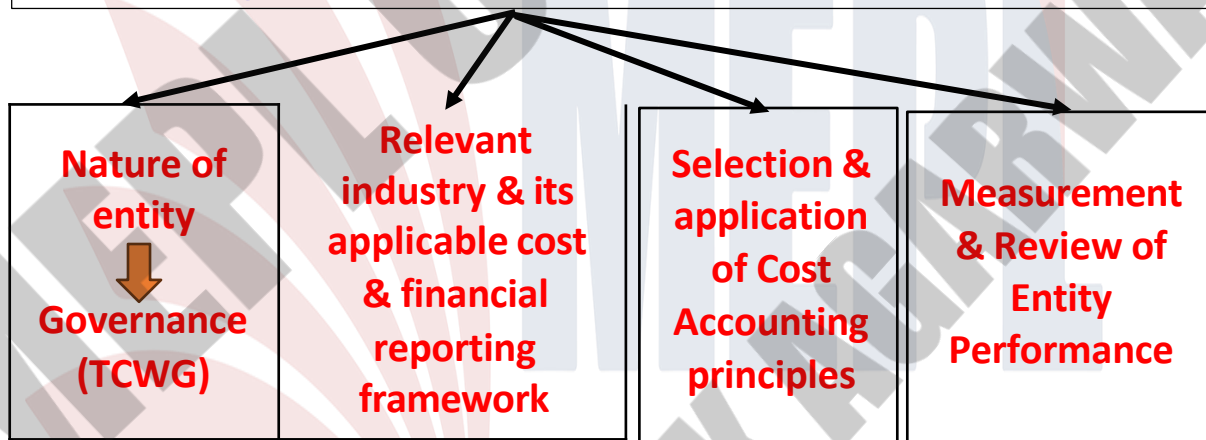 Nature of
entity
Governance
(TCWG)
Relevant
industry & its
applicable cost
& financial
reporting
framework
Selection &
application
of Cost
Accounting
principles
Measurement
& Review of
Entity
Performance